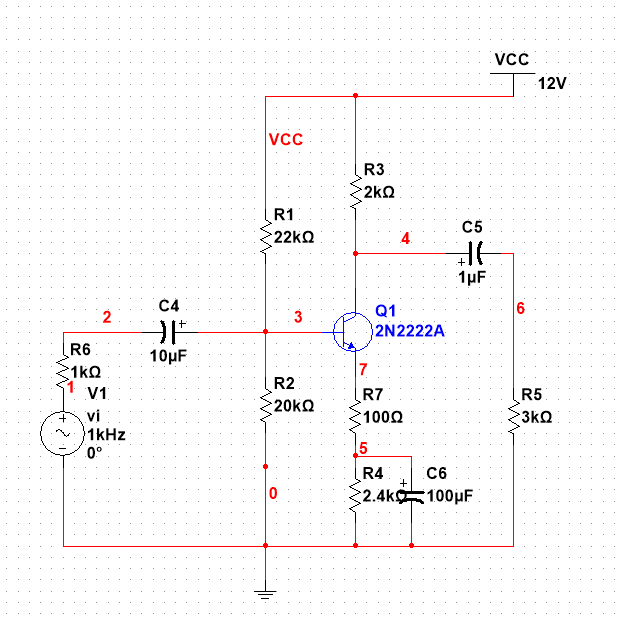 VCC
12V
VCC
R3
2kΩ
R1
22kΩ
4
C5
1µF
+
C4
+
10µF
2
3
Q1
2N2222A
6
R6
1kΩ
1
V1
vi
1kHz
0°
+
7
R7
100Ω
R2
20kΩ
R5
3kΩ
5
R4
2.4kΩ
+
C6
100µF
0